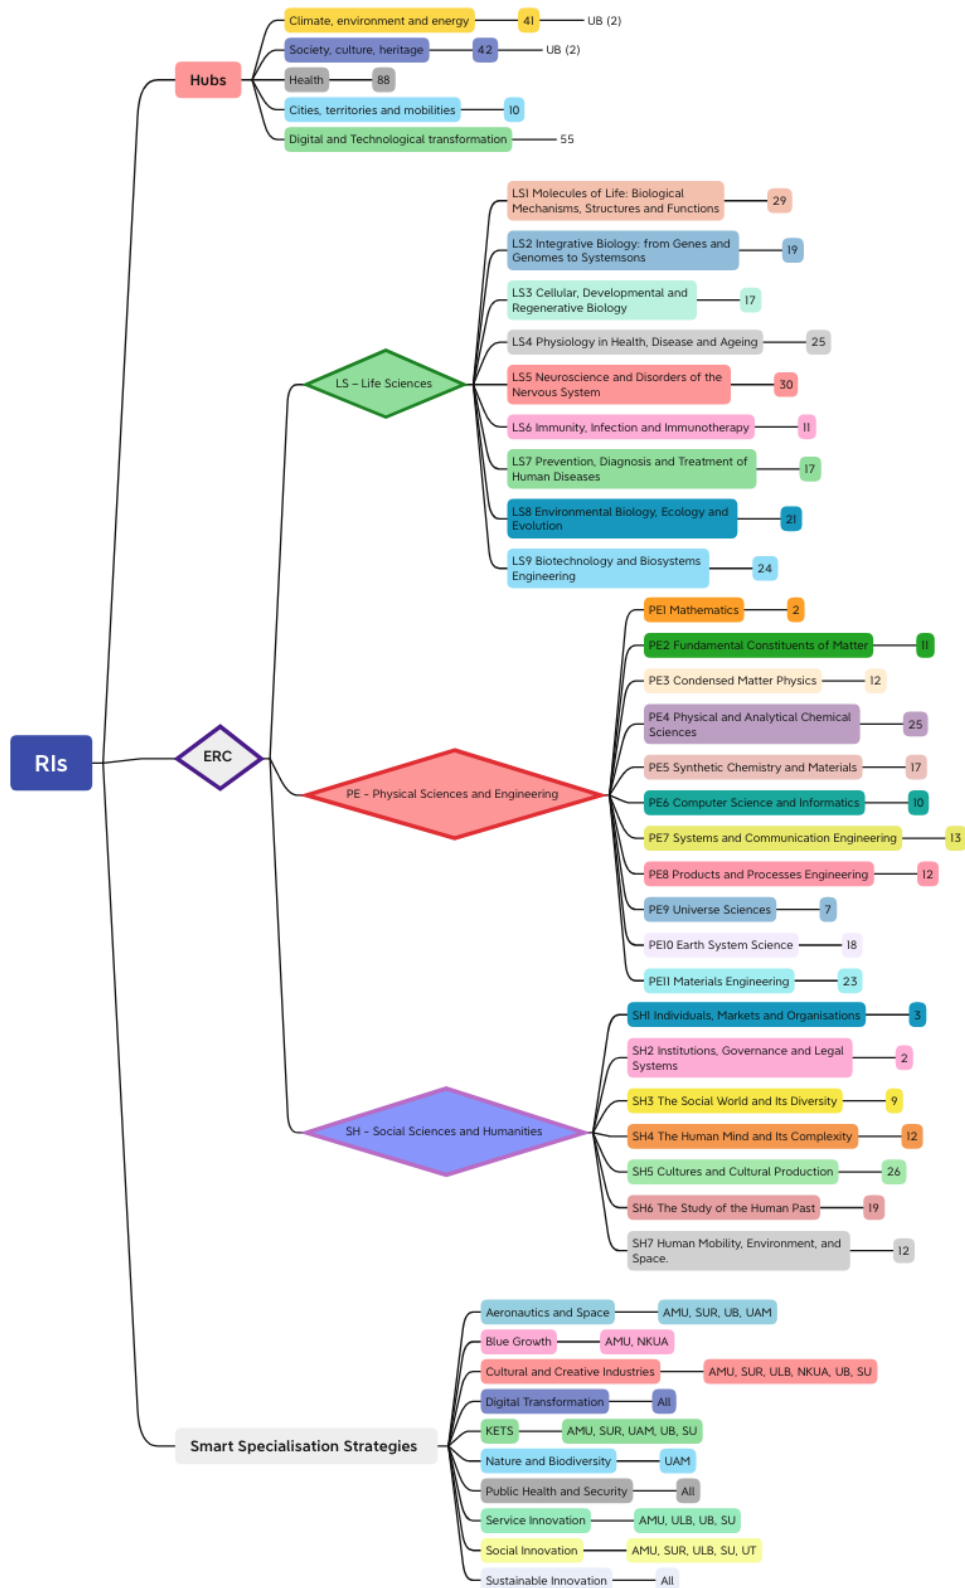 Climate, environment and energy 41 UB (2)
Society, culture, heritage 42 UB (2)
Hubs
Health 88
Cities, territories and mobilities 10
Digital and Technological transformation 55
LS1 Molecules of Life: Biological
Mechanisms, Structures and Functions
29
LS2 Integrative Biology: from Genes and
Genomes to Systemsons
19
LS3 Cellular, Developmental and
Regenerative Biology
17
LS4 Physiology in Health, Disease and Ageing 25
LS – Life Sciences
LS5 Neuroscience and Disorders of the
Nervous System
30
LS6 Immunity, Infection and Immunotherapy 11
LS7 Prevention, Diagnosis and Treatment of
Human Diseases
17
LS8 Environmental Biology, Ecology and
Evolution
21
LS9 Biotechnology and Biosystems
Engineering
24
PE1 Mathematics 2
PE2 Fundamental Constituents of Matter 11
PE3 Condensed Matter Physics 12
PE4 Physical and Analytical Chemical
Sciences
25
RIs
ERC
PE5 Synthetic Chemistry and Materials 17
PE - Physical Sciences and Engineering
PE6 Computer Science and Informatics 10
PE7 Systems and Communication Engineering 13
PE8 Products and Processes Engineering 12
PE9 Universe Sciences 7
PE10 Earth System Science 18
PE11 Materials Engineering 23
SH1 Individuals, Markets and Organisations 3
SH2 Institutions, Governance and Legal
Systems
2
SH3 The Social World and Its Diversity 9
SH – Social Sciences and Humanities
SH4 The Human Mind and Its Complexity 12
SH5 Cultures and Cultural Production 26
SH6 The Study of the Human Past 19
SH7 Human Mobility, Environment, and
Space.
12
Aeronautics and Space AMU, SUR, UB, UAM
Blue Growth AMU, NKUA
Cultural and Creative Industries AMU, SUR, ULB, NKUA, UB, SU
Digital Transformation All
KETS AMU, SUR, UAM, UB, SU
Smart Specialisation Strategies
Nature and Biodiversity UAM
Public Health and Security All
Service Innovation AMU, ULB, UB, SU
Social Innovation AMU, SUR, ULB, SU, UT
Sustainable Innovation All